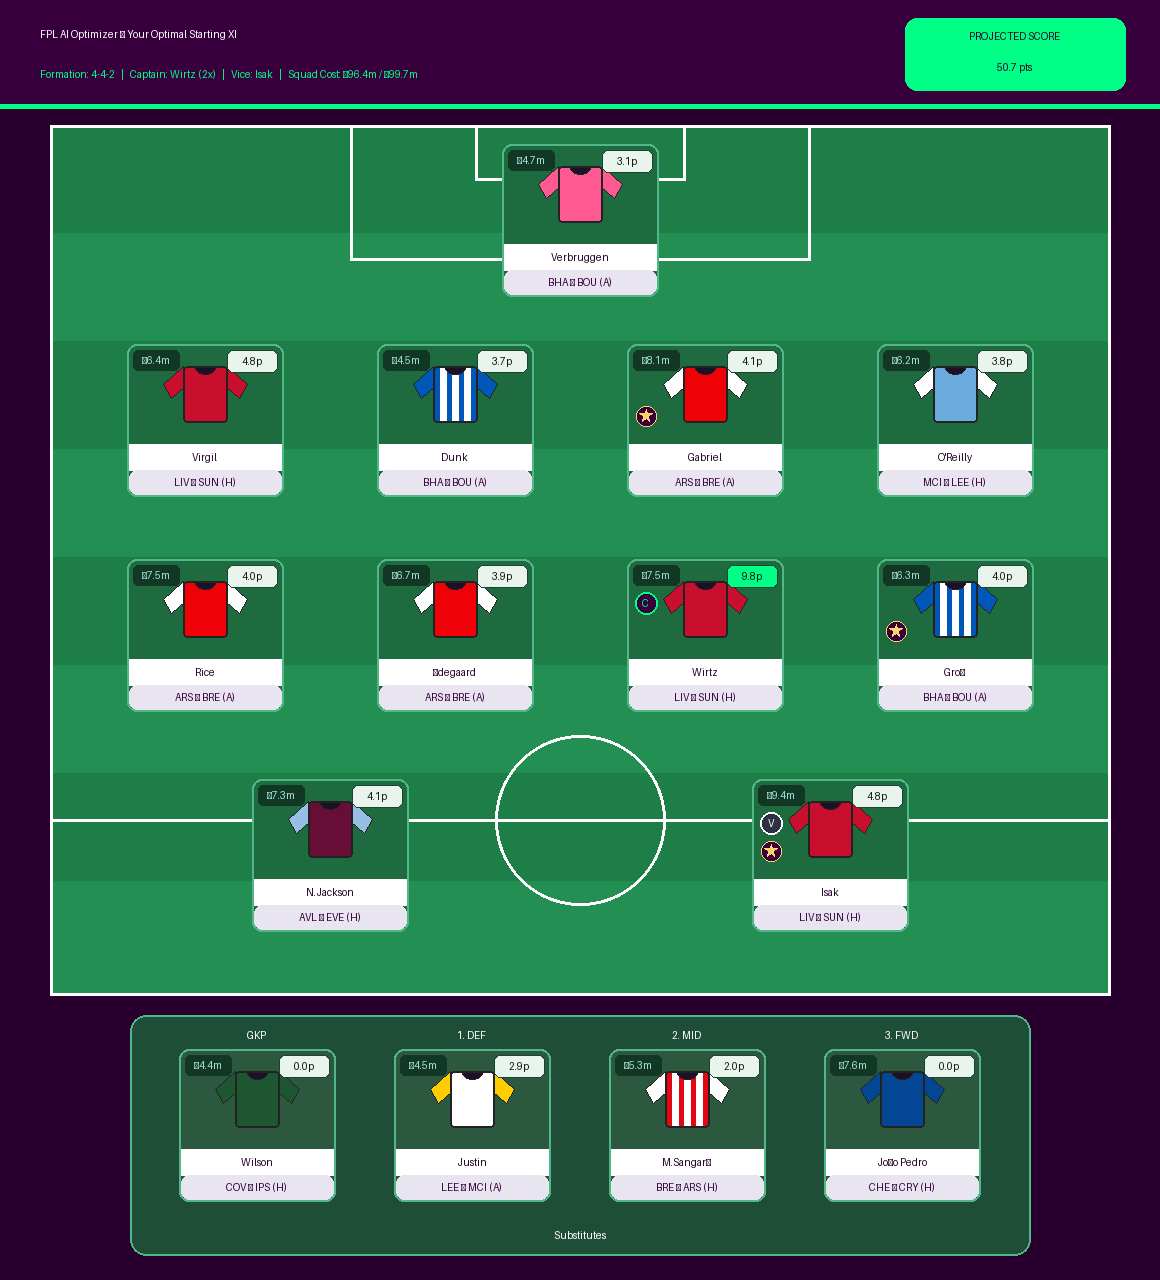 FPL AI Optimizer □ Your Optimal Starting XI
Formation: 4-4-2 | Captain: Wirtz (2x) | Vice: Isak | Squad Cost: □96.4m / □99.7m
PROJECTED SCORE
50.7 pts
□4.7m 3.1p
Verbruggen
BHA □ BOU (A)
□6.4m 4.8p
Virgil
LIV □ SUN (H)
□4.5m 3.7p
Dunk
BHA □ BOU (A)
□8.1m 4.1p
Gabriel
ARS □ BRE (A)
□6.2m 3.8p
O'Reilly
MCI □ LEE (H)
□7.5m 4.0p
Rice
ARS □ BRE (A)
□6.7m 3.9p
□degaard
ARS □ BRE (A)
□7.5m 9.8p
C
Wirtz
LIV □ SUN (H)
□6.3m 4.0p
Gro□
BHA □ BOU (A)
□7.3m 4.1p
N.Jackson
AVL □ EVE (H)
□9.4m 4.8p
V
Isak
LIV □ SUN (H)
GKP
□4.4m 0.0p
Wilson
COV □ IPS (H)
1. DEF
□4.5m 2.9p
Justin
LEE □ MCI (A)
2. MID
□5.3m 2.0p
M.Sangar□
BRE □ ARS (H)
3. FWD
□7.6m 0.0p
Jo□o Pedro
CHE □ CRY (H)
Substitutes